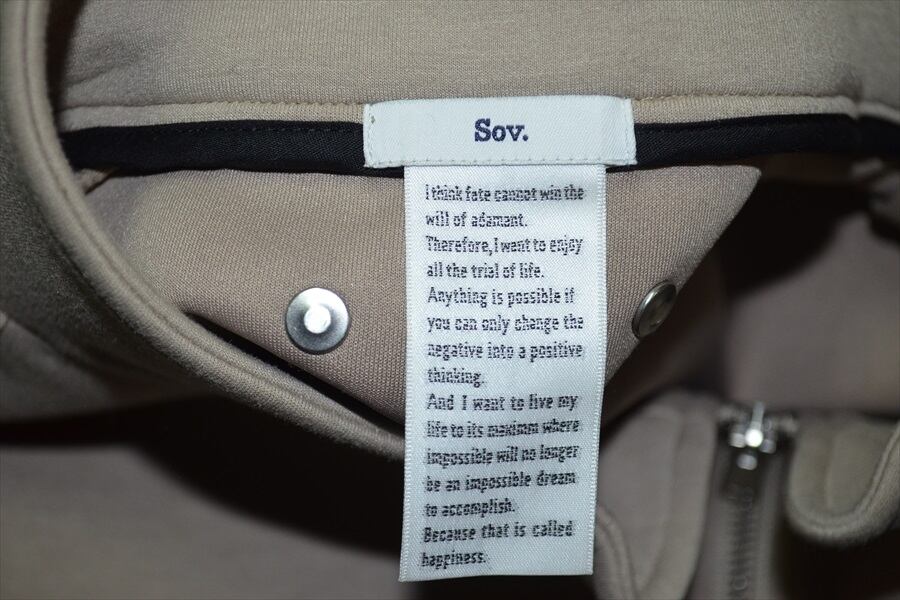 Sov.
I think fate cannot win the
will of adamant.
Therefore, I want to enjoy
all the trial of life.
Anything is possible if
you can only change the
negative into a positive
thinking.
And I want to live my
life to its maximm where
impossible will no longer
be an impossible dream
to accomplish.
Because that is called
happiness.